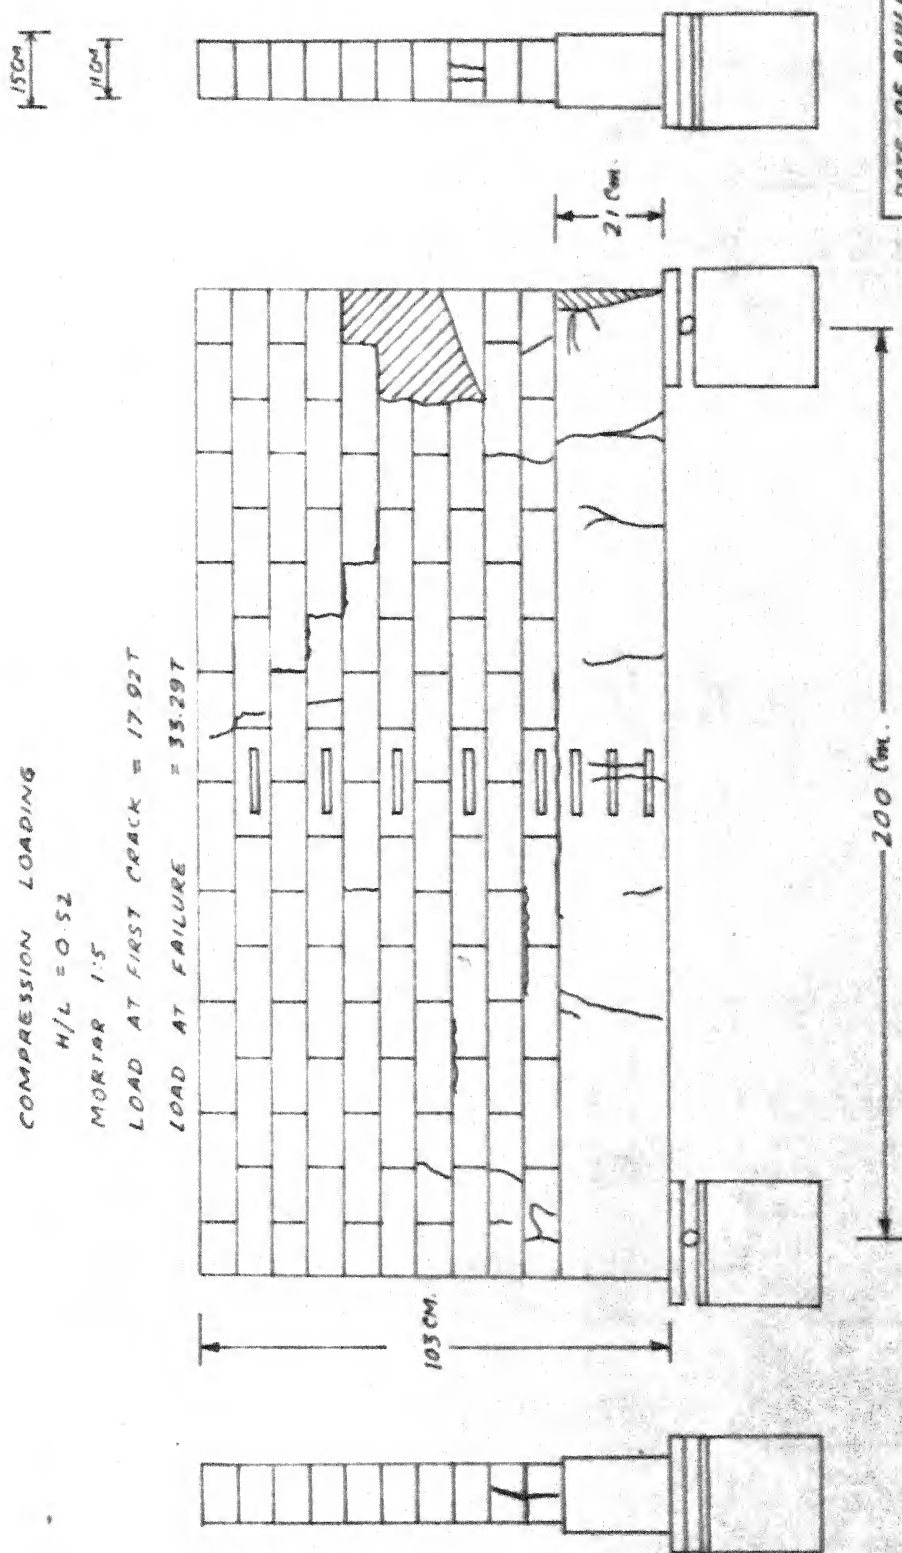 COMPRESSION LOADING
H/L = 0.52
MORTAR 1:5
LOAD AT FIRST CRACK = 17.92T
LOAD AT FAILURE = 33.29T
103 CM.
200 Cm.
21 Cm.
15CM
11CM
DATE OF